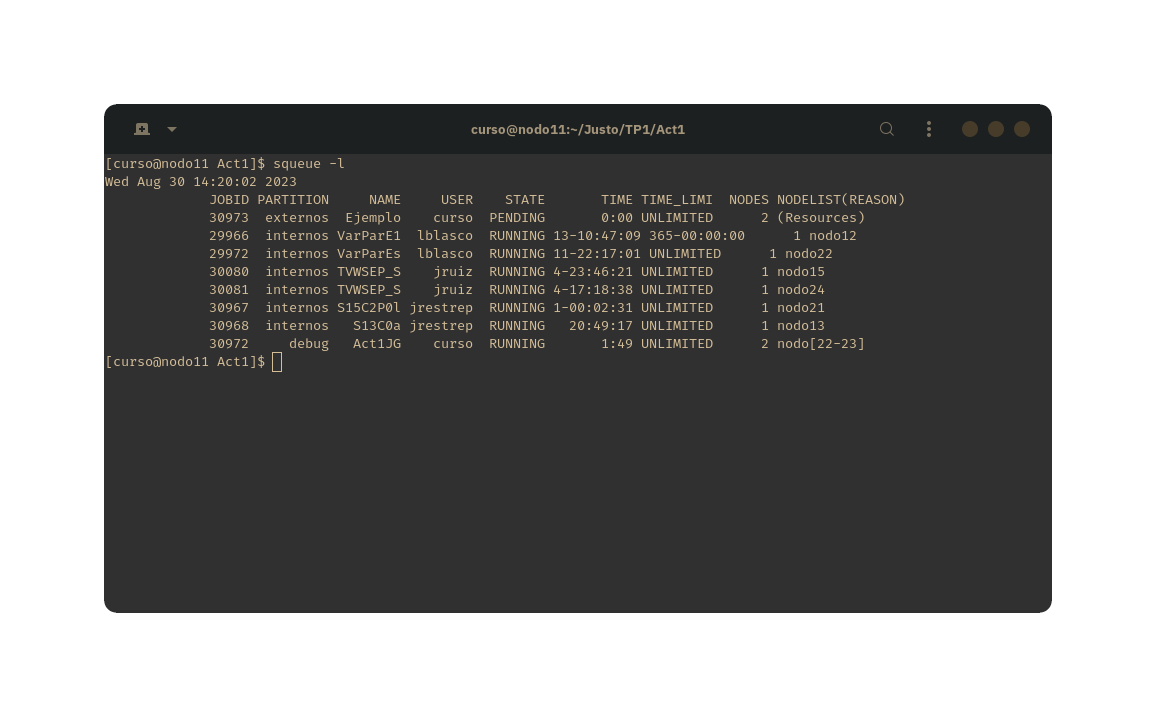 curso@nodo11:~/Justo/TP1/Act1
[curso@nodo11 Act1]$ squeue -l
Wed Aug 30 14:20:02 2023
             JOBID PARTITION     NAME     USER    STATE       TIME TIME_LIMI  NODES NODELIST(REASON)
             30973  externos  Ejemplo    curso  PENDING       0:00 UNLIMITED      2 (Resources)
             29966  internos VarParE1  lblasco  RUNNING 13-10:47:09 365-00:00:00      1 nodo12
             29972  internos VarParEs  lblasco  RUNNING 11-22:17:01 UNLIMITED      1 nodo22
             30080  internos TVWSEP_S    jruiz  RUNNING 4-23:46:21 UNLIMITED      1 nodo15
             30081  internos TVWSEP_S    jruiz  RUNNING 4-17:18:38 UNLIMITED      1 nodo24
             30967  internos S15C2P0l jrestrep  RUNNING 1-00:02:31 UNLIMITED      1 nodo21
             30968  internos   S13C0a jrestrep  RUNNING   20:49:17 UNLIMITED      1 nodo13
             30972     debug   Act1JG    curso  RUNNING       1:49 UNLIMITED      2 nodo[22-23]
[curso@nodo11 Act1]$